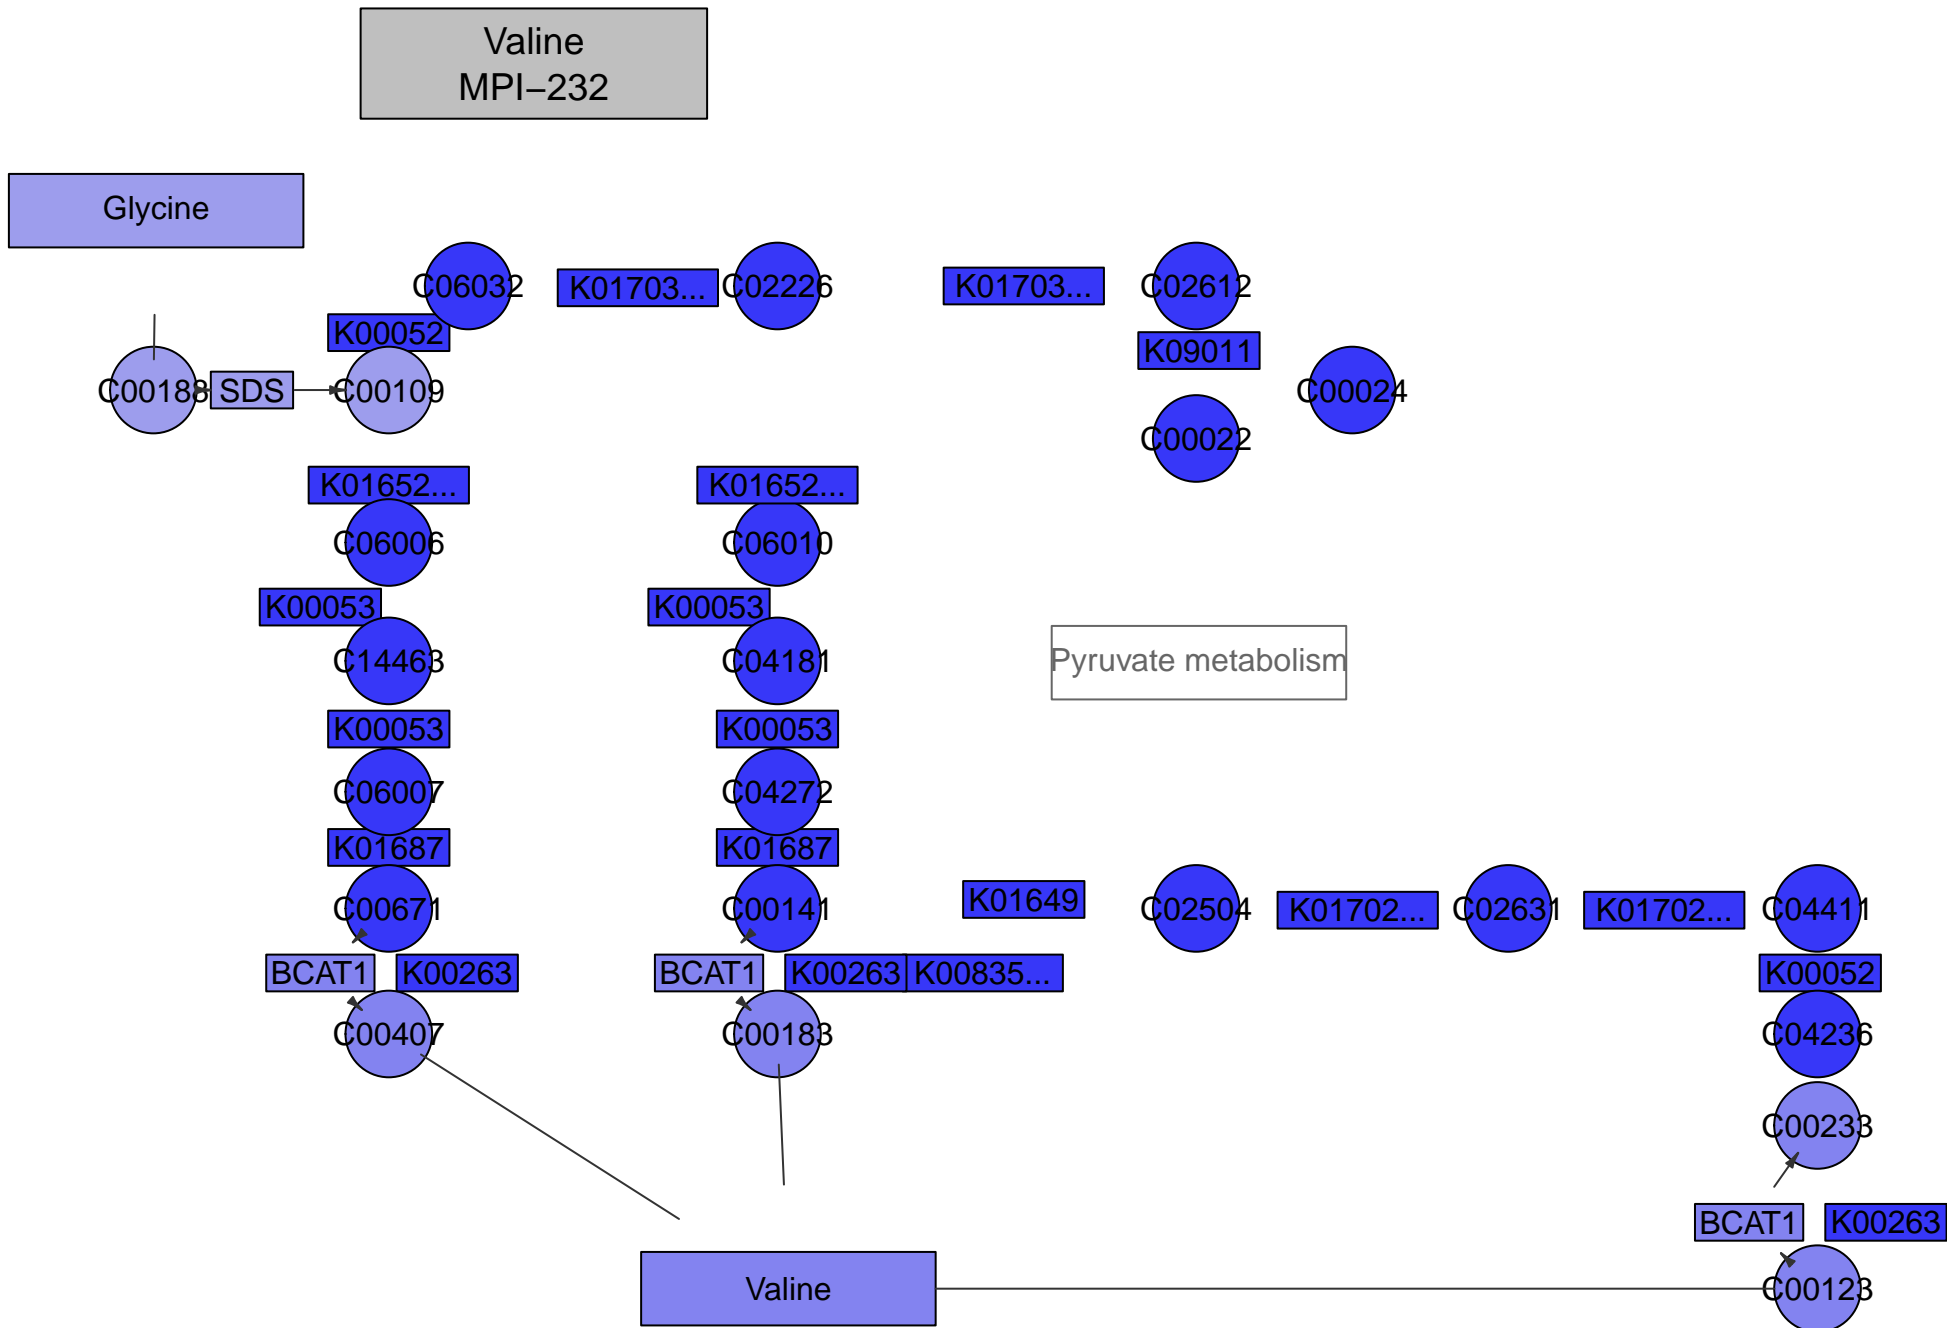 Valine
MPI−232
Glycine
C06032
K01703...
C02226
K01703...
C02612
K00052
K09011
C00188
SDS
C00109
C00024
C00022
K01652...
K01652...
C06006
C06010
K00053
K00053
C14463
C04181
Pyruvate metabolism
K00053
K00053
C06007
C04272
K01687
K01687
C00671
C00141
K01649
C02504
K01702...
C02631
K01702...
C04411
BCAT1
K00263
BCAT1
K00263
K00835...
K00052
C00407
C00183
C04236
C00233
BCAT1
K00263
Valine
C00123